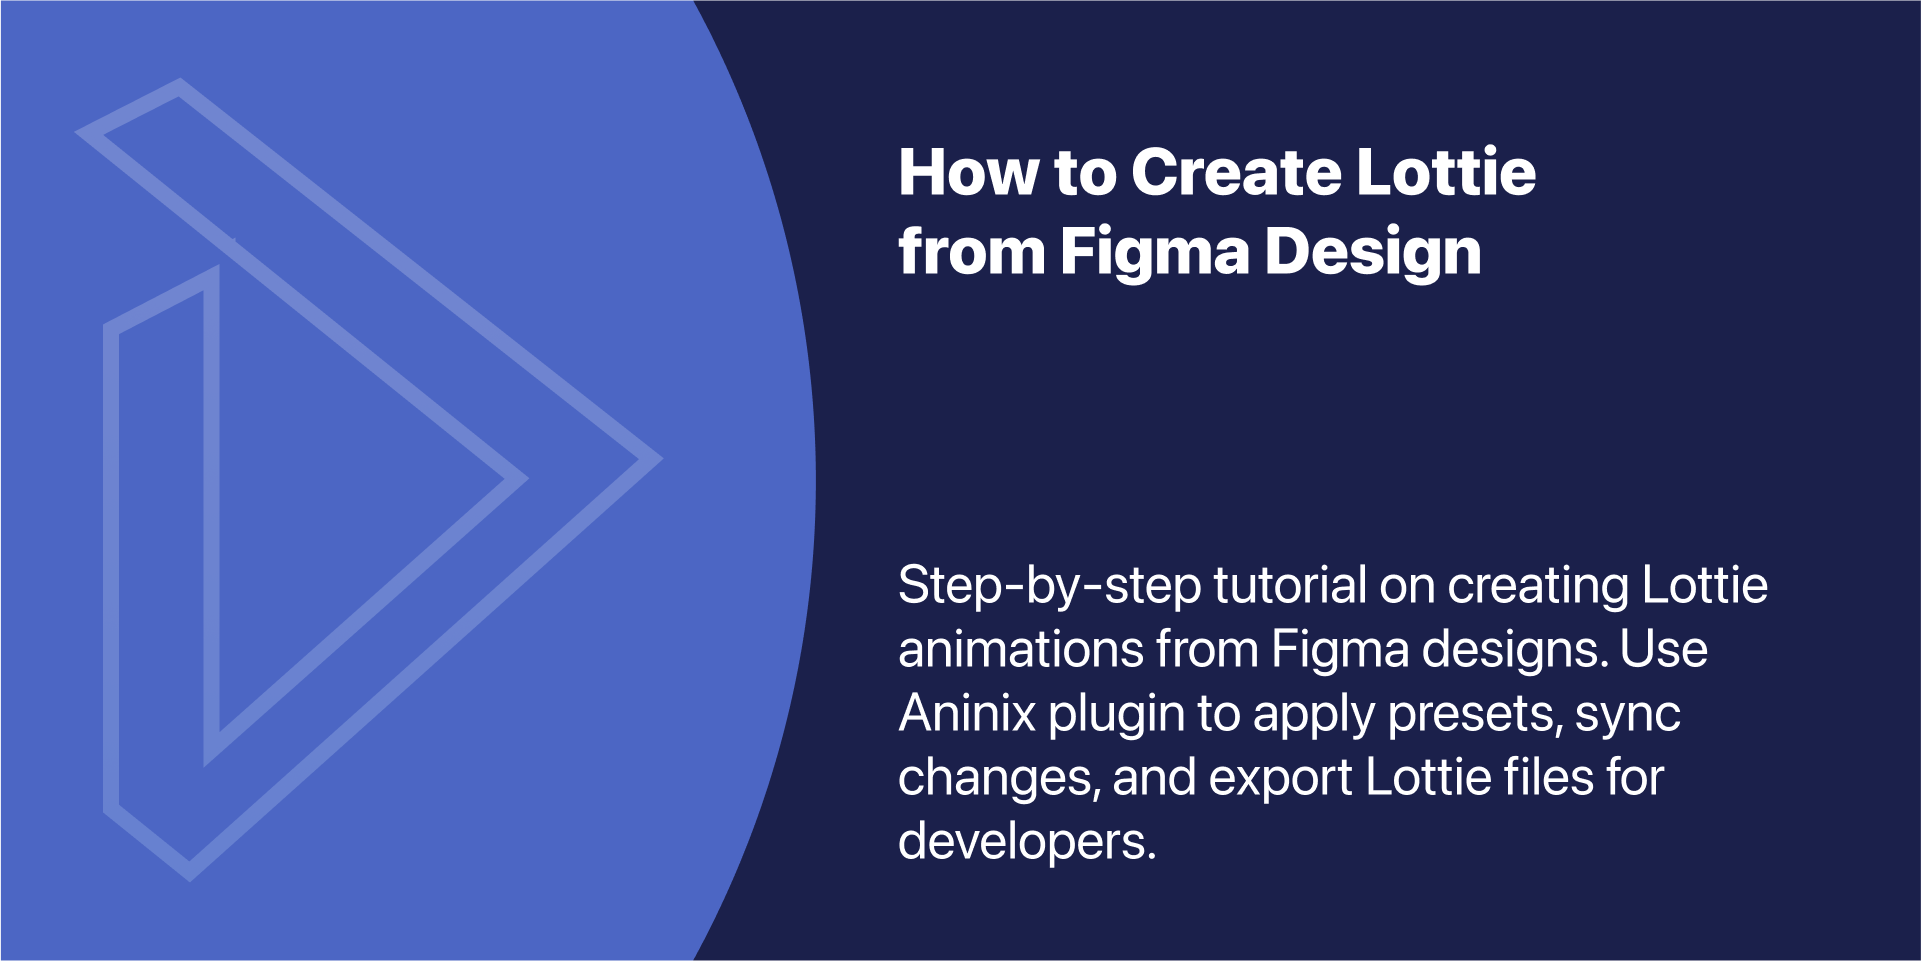 How to Create Lottie
from Figma Design
Step-by-step tutorial on creating Lottie
animations from Figma designs. Use
Aninix plugin to apply presets, sync
changes, and export Lottie files for
developers.